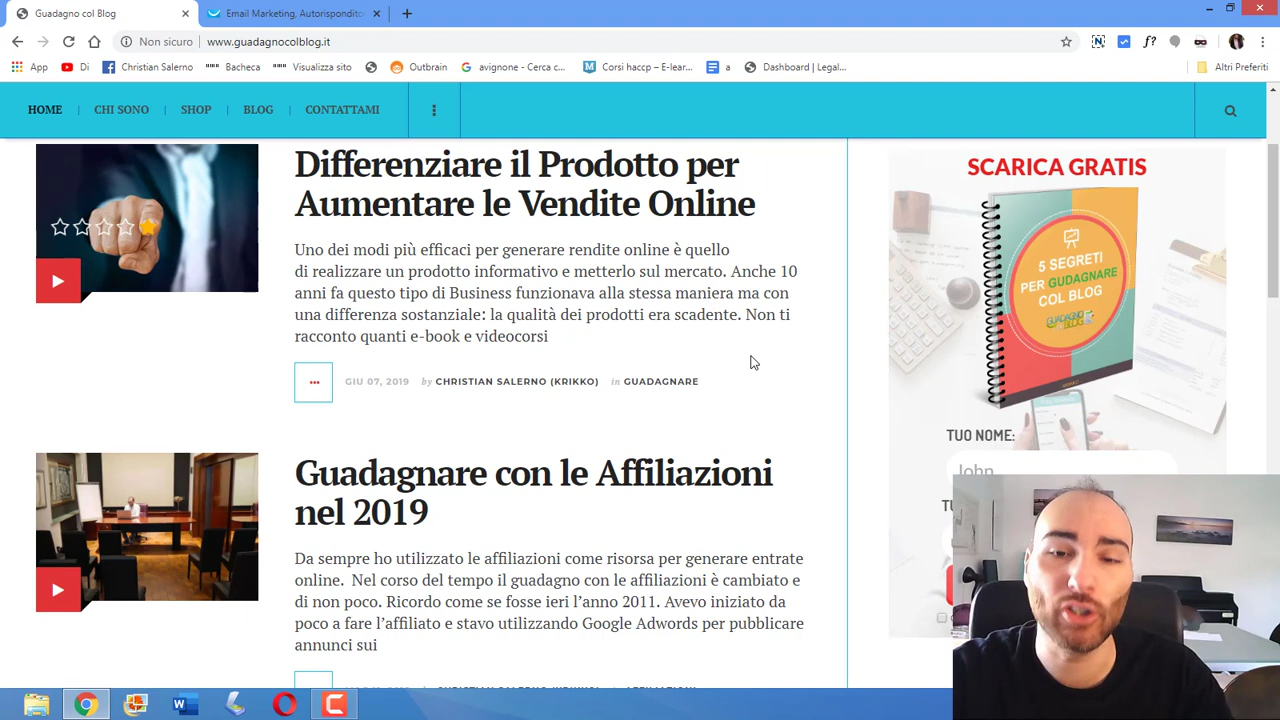 Guadagno col Blog
Email Marketing, Autorispondito
Non sicuro
www.guadagnocolblog.it
App
Di
Christian Salerno
Bacheca
Visualizza sito
Outbrain
avignone - Cerca c...
Corsi haccp – E-lear...
a
Dashboard | Legal...
Altri Preferiti
HOME
CHI SONO
SHOP
BLOG
CONTATTAMI
Differenziare il Prodotto per
Aumentare le Vendite Online
Uno dei modi più efficaci per generare rendite online è quello
di realizzare un prodotto informativo e metterlo sul mercato. Anche 10
anni fa questo tipo di Business funzionava alla stessa maniera ma con
una differenza sostanziale: la qualità dei prodotti era scadente. Non ti
racconto quanti e-book e videocorsi
GIU 07, 2019 by CHRISTIAN SALERNO (KRIKKO) in GUADAGNARE
Guadagnare con le Affiliazioni
nel 2019
Da sempre ho utilizzato le affiliazioni come risorsa per generare entrate
online. Nel corso del tempo il guadagno con le affiliazioni è cambiato e
di non poco. Ricordo come se fosse ieri l'anno 2011. Avevo iniziato da
poco a fare l'affiliato e stavo utilizzando Google Adwords per pubblicare
annunci sui
SCARICA GRATIS
5 SEGRETI
PER GUDAGNARE
COL BLOG
TUO NOME:
John